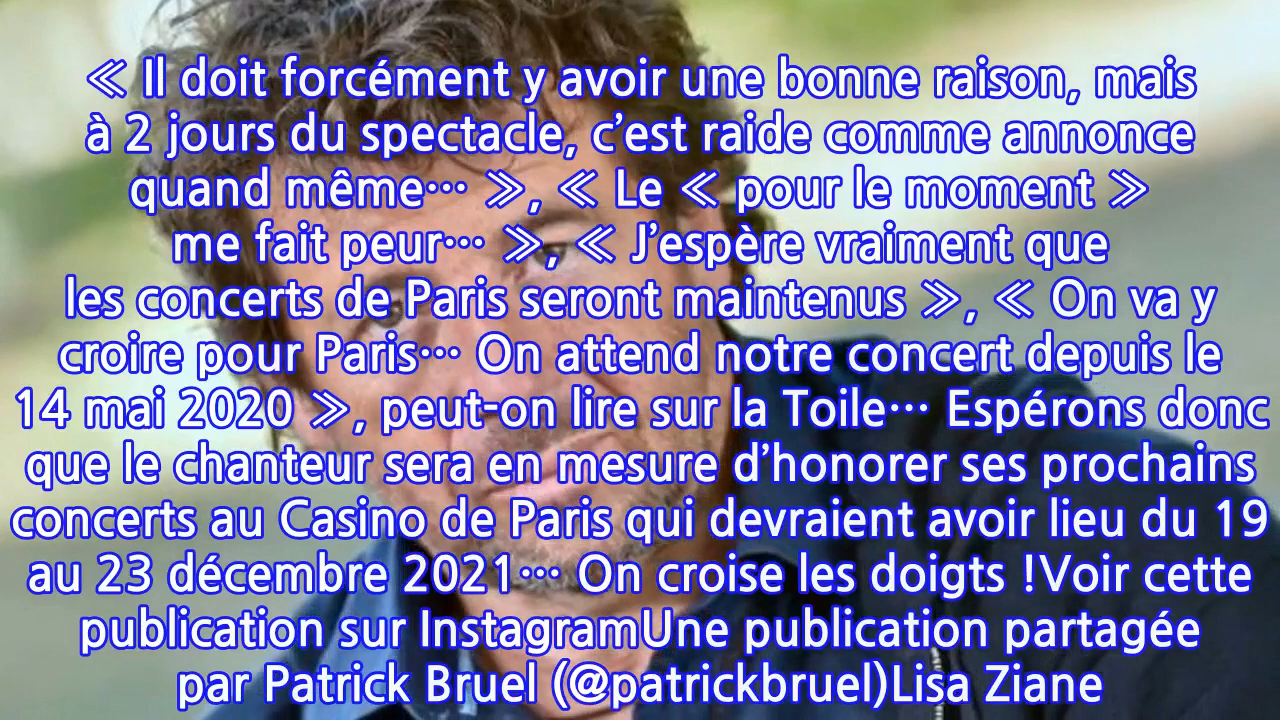 ≪ Il doit forcément y avoir une bonne raison, mais
à 2 jours du spectacle, c’est raide comme annonce
quand même… ≫, ≪ Le ≪ pour le moment ≫
me fait peur… ≫, ≪ J’espère vraiment que
les concerts de Paris seront maintenus ≫, ≪ On va y
croire pour Paris… On attend notre concert depuis le
14 mai 2020 ≫, peut-on lire sur la Toile… Espérons donc
que le chanteur sera en mesure d’honorer ses prochains
concerts au Casino de Paris qui devraient avoir lieu du 19
au 23 décembre 2021… On croise les doigts !Voir cette
publication sur InstagramUne publication partagée
par Patrick Bruel (@patrickbruel)Lisa Ziane